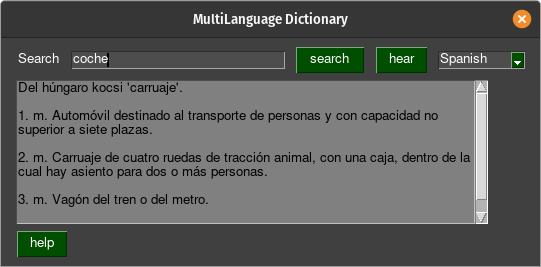 MultiLanguage Dictionary
Search coche search hear Spanish
Del húngaro kocsi 'carruaje'.
1. m. Automóvil destinado al transporte de personas y con capacidad no
superior a siete plazas.
2. m. Carruaje de cuatro ruedas de tracción animal, con una caja, dentro de la
cual hay asiento para dos o más personas.
3. m. Vagón del tren o del metro.
help